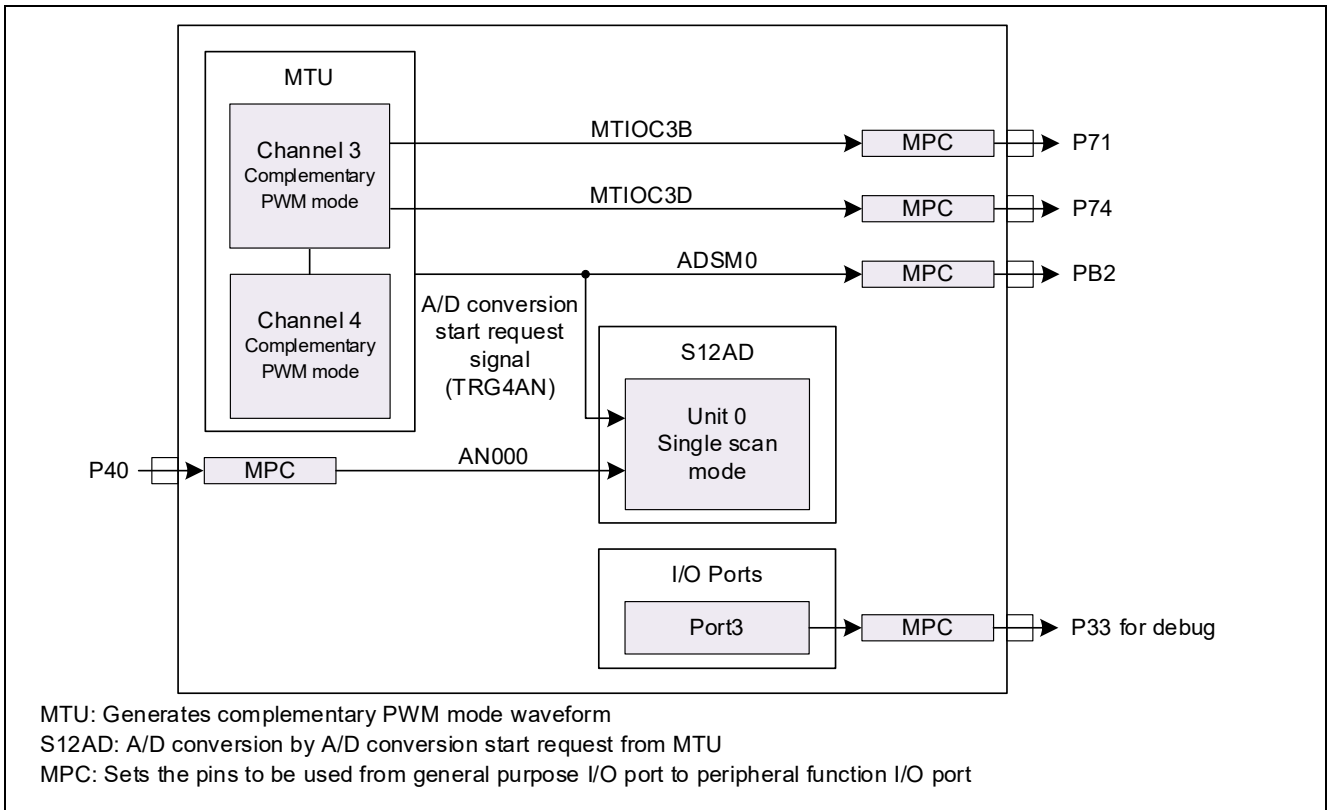 MTU
Channel 3
Complementary
PWM mode
MTIOC3B
MPC
P71
MTIOC3D
MPC
P74
ADSM0
MPC
PB2
Channel 4
Complementary
PWM mode
A/D conversion
start request
signal
(TRG4AN)
S12AD
Unit 0
Single scan
mode
P40
MPC
AN000
I/O Ports
Port3
MPC
P33 for debug
MTU: Generates complementary PWM mode waveform
S12AD: A/D conversion by A/D conversion start request from MTU
MPC: Sets the pins to be used from general purpose I/O port to peripheral function I/O port